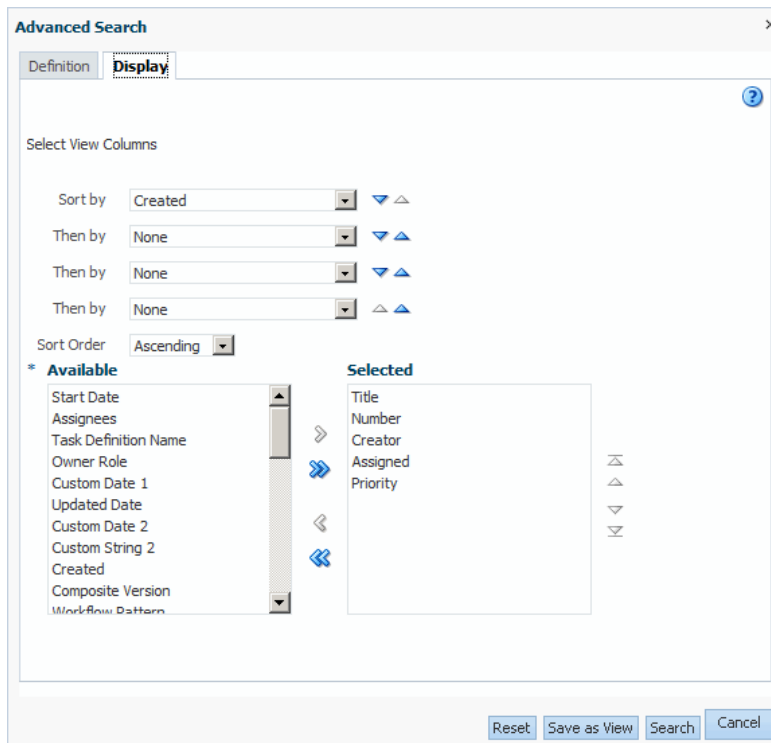 Advanced Search
Definition Display
Select View Columns
Sort by Created
Then by None
Then by None
Then by None
Sort Order Ascending
* Available Selected
Start Date
Assignees
Task Definition Name
Owner Role
Custom Date 1
Updated Date
Custom Date 2
Custom String 2
Created
Composite Version
Workflow Pattern
Title
Number
Creator
Assigned
Priority
Reset Save as View Search Cancel